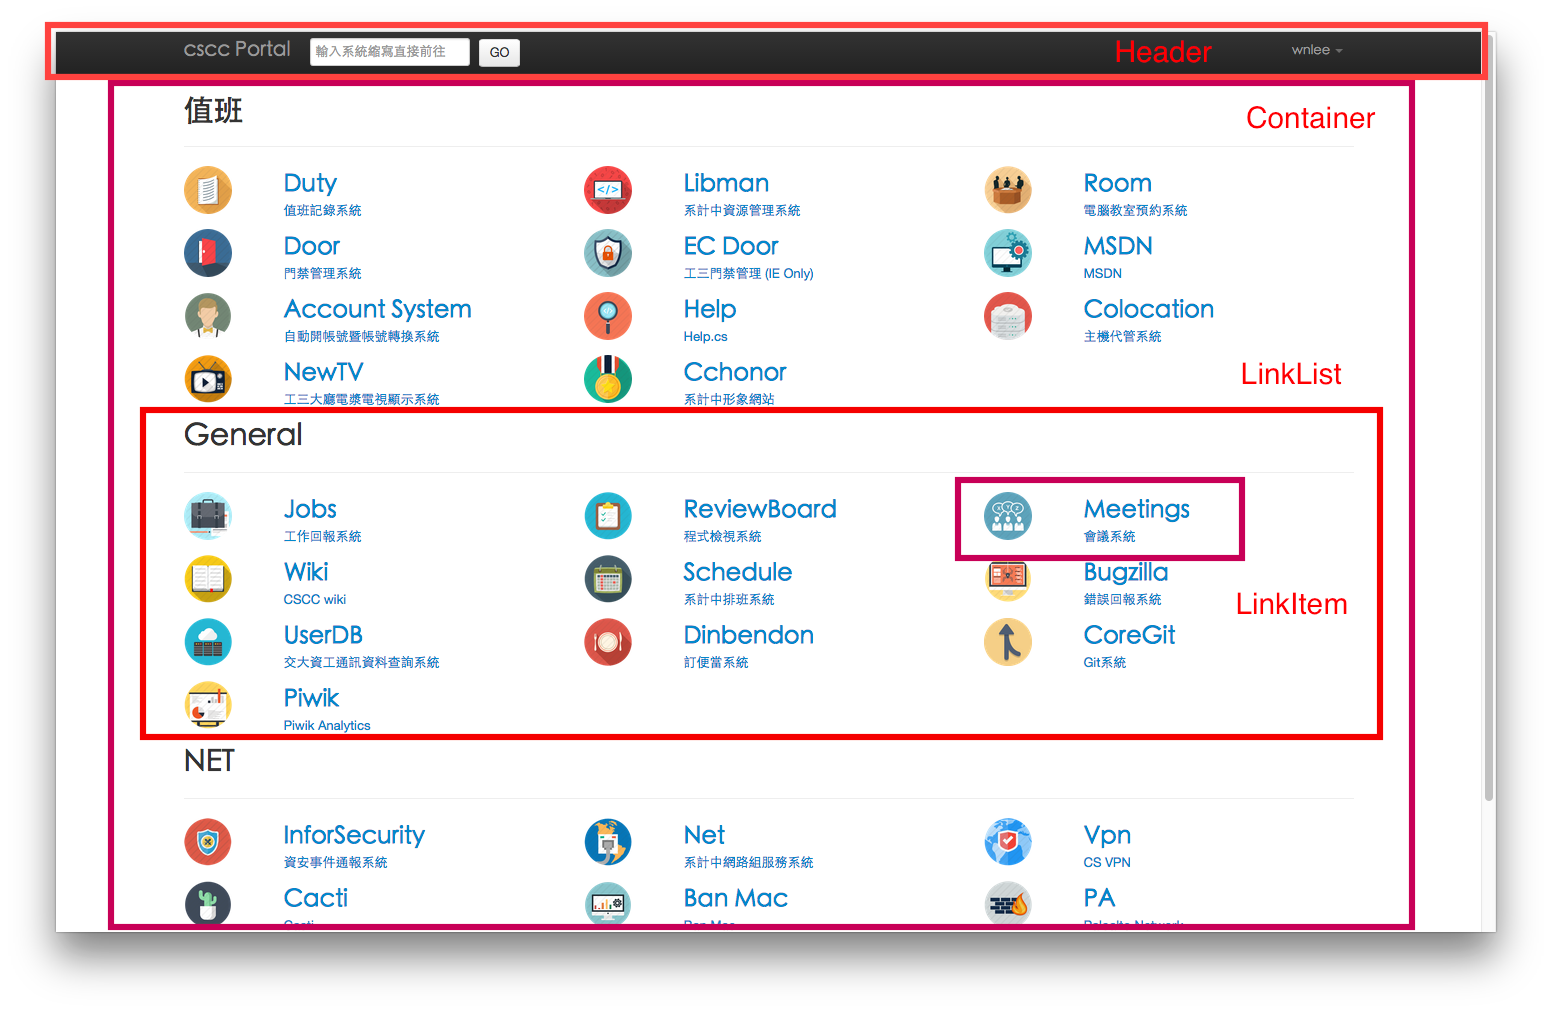 cscc Portal 輸入系統縮寫直接前往 GO Header wnlee
值班
Container
Duty
值班記錄系統
Libman
系計中資源管理系統
Room
電腦教室預約系統
Door
門禁管理系統
EC Door
工三門禁管理 (IE Only)
MSDN
MSDN
Account System
自動開帳號暨帳號轉換系統
Help
Help.cs
Colocation
主機代管系統
NewTV
工三大廳電漿電視顯示系統
Cchonor
系計中形象網站
LinkList
General
Jobs
工作回報系統
ReviewBoard
程式檢視系統
Meetings
會議系統
Wiki
CSCC wiki
Schedule
系計中排班系統
Bugzilla
錯誤回報系統
LinkItem
UserDB
交大資工通訊資料查詢系統
Dinbendon
訂便當系統
CoreGit
Git系統
Piwik
Piwik Analytics
NET
InforSecurity
資安事件通報系統
Net
系計中網路組服務系統
Vpn
CS VPN
Cacti
Cacti
Ban Mac
Ban Mac
PA
Paloalto Network